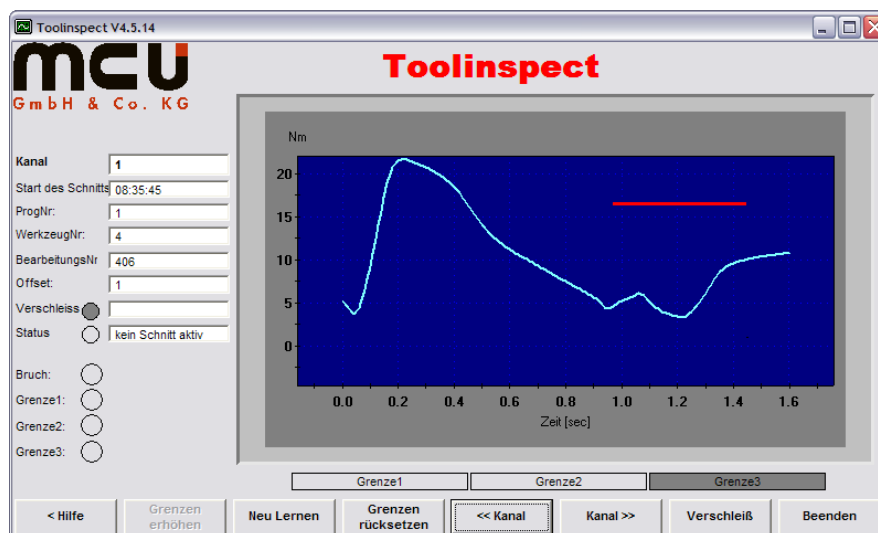 Toolinspect V4.5.14
mcu
GmbH & Co. KG
Toolinspect
Kanal 1
Start des Schnitts 08:35:45
ProgNr: 1
WerkzeugNr: 4
BearbeitungsNr 406
Offset: 1
Verschleiss
Status kein Schnitt aktiv
Bruch:
Grenze1:
Grenze2:
Grenze3:
Nm
20
15
10
5
0
0.0 0.2 0.4 0.6 0.8 1.0 1.2 1.4 1.6
Zeit [sec]
Grenze1 Grenze2 Grenze3
< Hilfe
Grenzen
erhöhen
Neu Lernen
Grenzen
rücksetzen
<< Kanal
Kanal >>
Verschleiß
Beenden